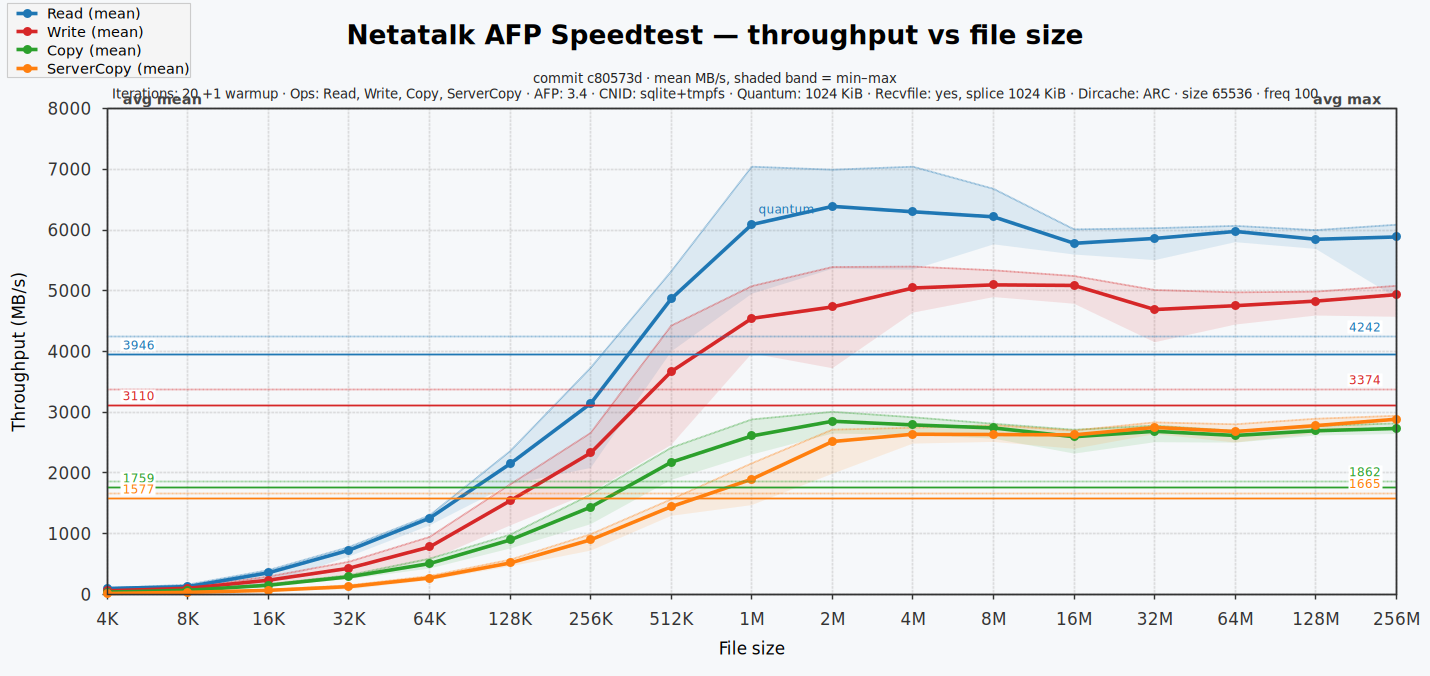 Read (mean)
Write (mean)
Copy (mean)
ServerCopy (mean)
Netatalk AFP Speedtest — throughput vs file size
commit c80573d · mean MB/s, shaded band = min–max
Iterations: 20 +1 warmup · Ops: Read, Write, Copy, ServerCopy · AFP: 3.4 · CNID: sqlite+tmpfs · Quantum: 1024 KiB · Recvfile: yes, splice 1024 KiB · Dircache: ARC · size 65536 · freq 100
avg mean
avg max
8000
7000
6000
5000
4000
3000
2000
1000
0
Throughput (MB/s)
quantum
3946
4242
3110
3374
1759
1862
1577
1665
4K 8K 16K 32K 64K 128K 256K 512K 1M 2M 4M 8M 16M 32M 64M 128M 256M
File size